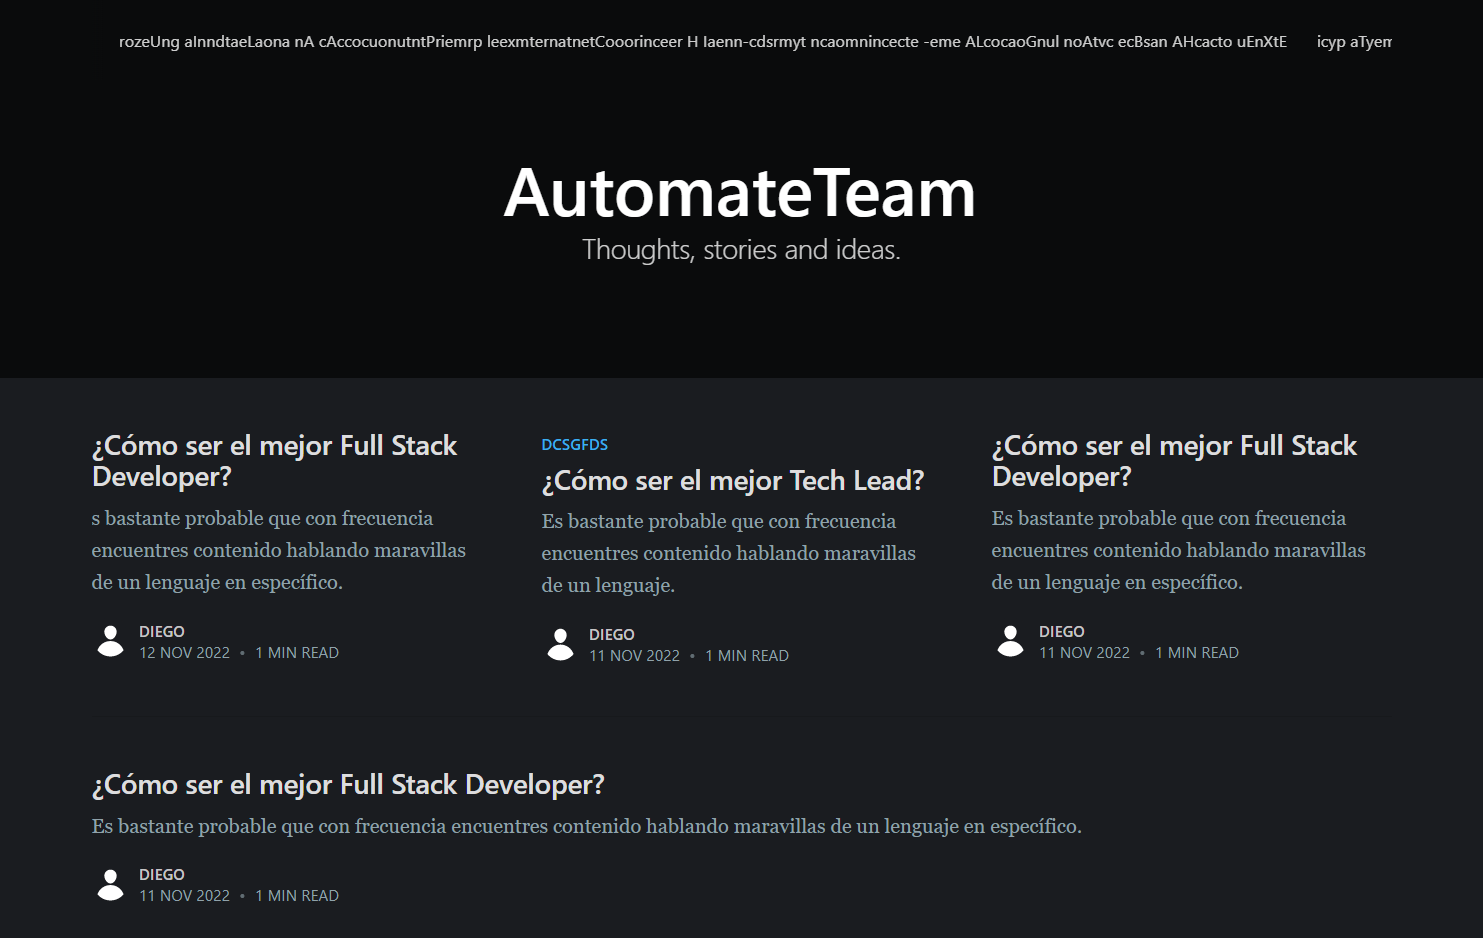 rozeUng aInndtaeLaona nA cAccocuonutntPriemrp leexmternatnetCooorinceer H Iaenn-cdsrmyt ncaomnincecte -eme ALcocaoGnul noAtvc ecBsan AHcacto uEnXtE icyp aTyem
AutomateTeam
Thoughts, stories and ideas.
¿Cómo ser el mejor Full Stack
Developer?
s bastante probable que con frecuencia
encuentres contenido hablando maravillas
de un lenguaje en específico.
DIEGO
12 NOV 2022 • 1 MIN READ
DCSGFDS
¿Cómo ser el mejor Tech Lead?
Es bastante probable que con frecuencia
encuentres contenido hablando maravillas
de un lenguaje.
DIEGO
11 NOV 2022 • 1 MIN READ
¿Cómo ser el mejor Full Stack
Developer?
Es bastante probable que con frecuencia
encuentres contenido hablando maravillas
de un lenguaje en específico.
DIEGO
11 NOV 2022 • 1 MIN READ
¿Cómo ser el mejor Full Stack Developer?
Es bastante probable que con frecuencia encuentres contenido hablando maravillas de un lenguaje en específico.
DIEGO
11 NOV 2022 • 1 MIN READ